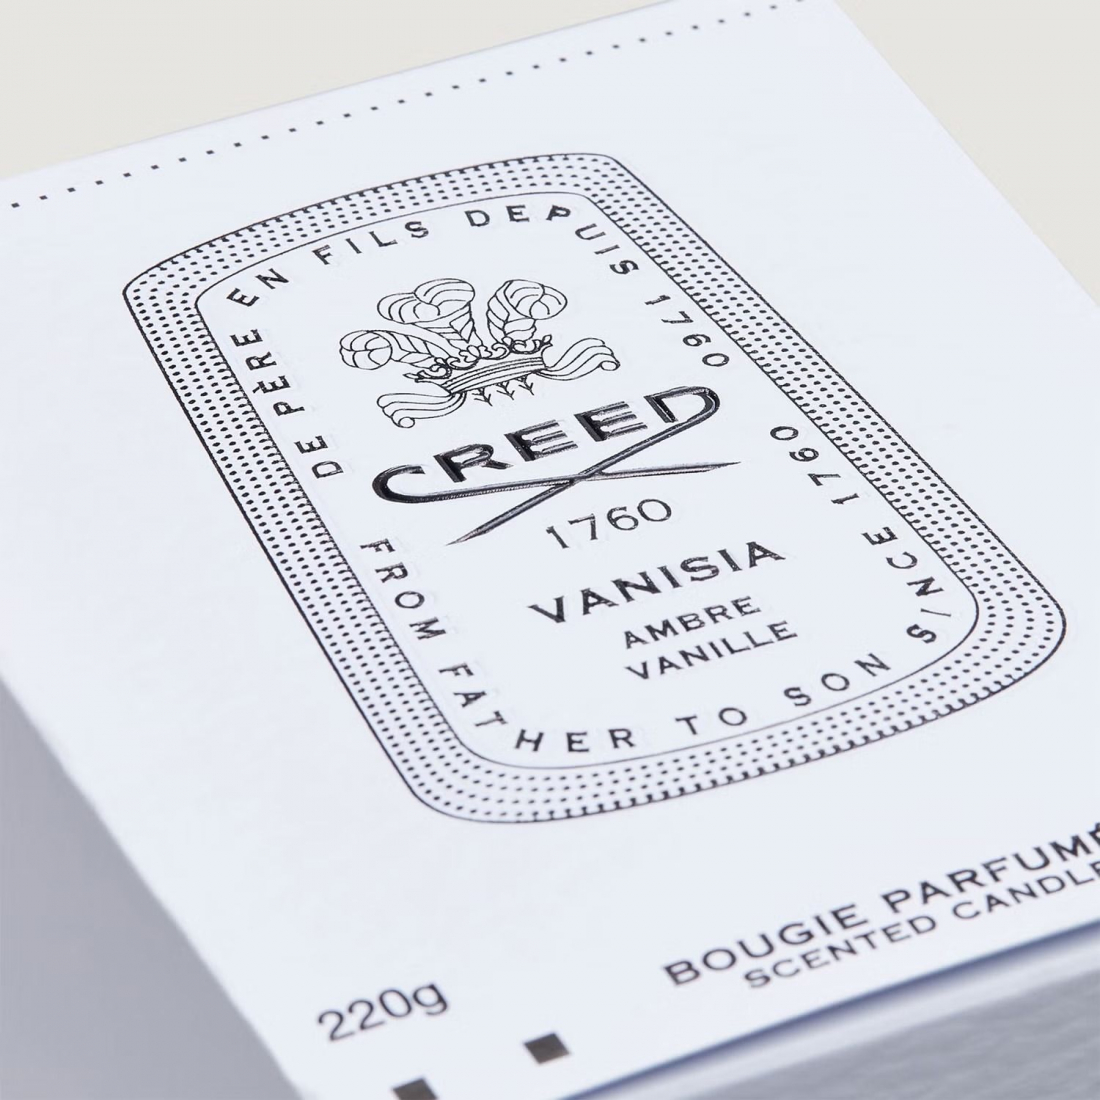 DE PÈRE EN FILS DEPUIS 1760
CREED
1760
VANISIA
AMBRE
VANILLE
FROM FATHER TO SON SINCE 1760
BOUGIE PARFUMÉ
SCENTED CANDLE
220g